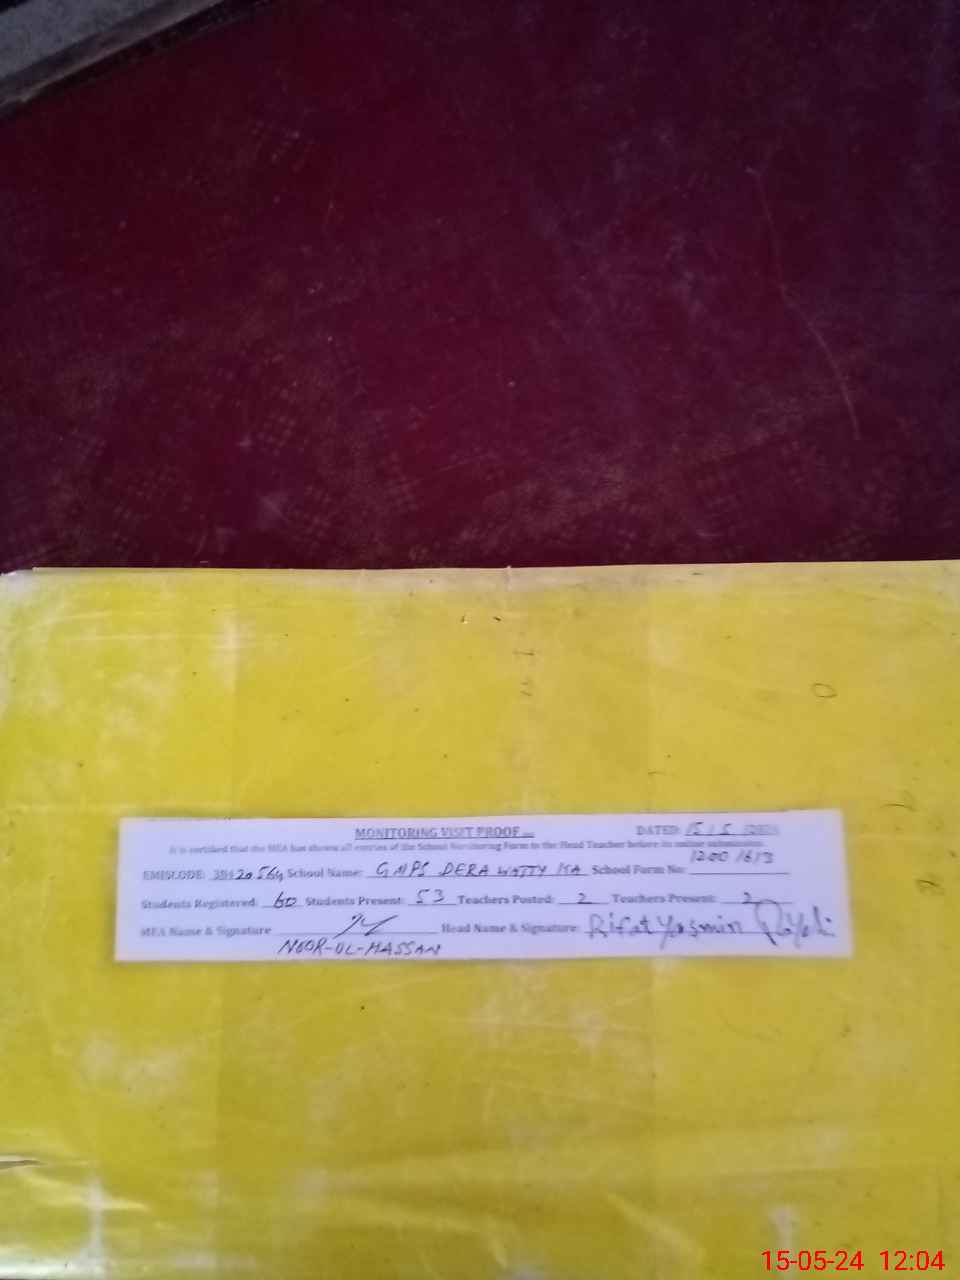 MONITORING VISIT PROOF
DATED: 15 / 5 /202
It is certified that the MEA has shown all entries of the School Monitoring Form to the Head Teacher before its online submission.
EMISCODE: 38420564 School Name: GMPS DERA WATTY KA School Form No: 12001613
Students Registered: 60 Students Present: 53 Teachers Posted: 2 Teachers Present: 2
MEA Name & Signature Head Name & Signature: Rifat Yasmin
NOOR-UL-HASSAN
15-05-24 12:04